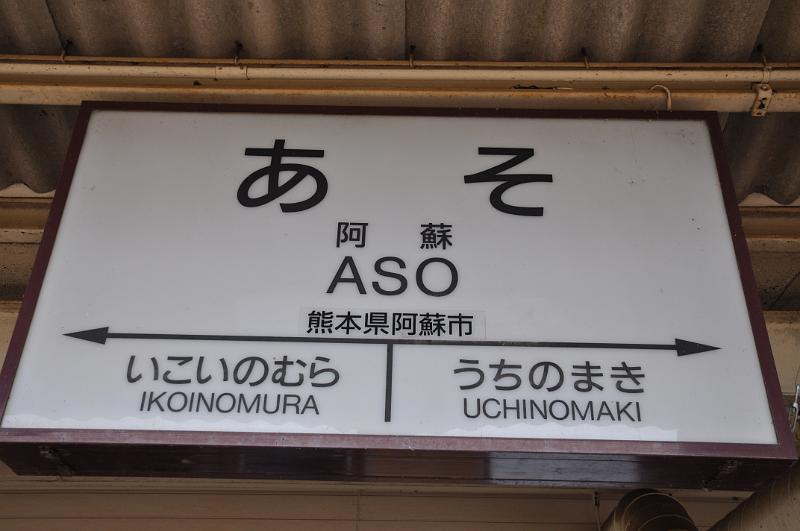 あそ
阿蘇
ASO
熊本県阿蘇市
いこいのむら うちのまき
IKOINOMURA UCHINOMAKI